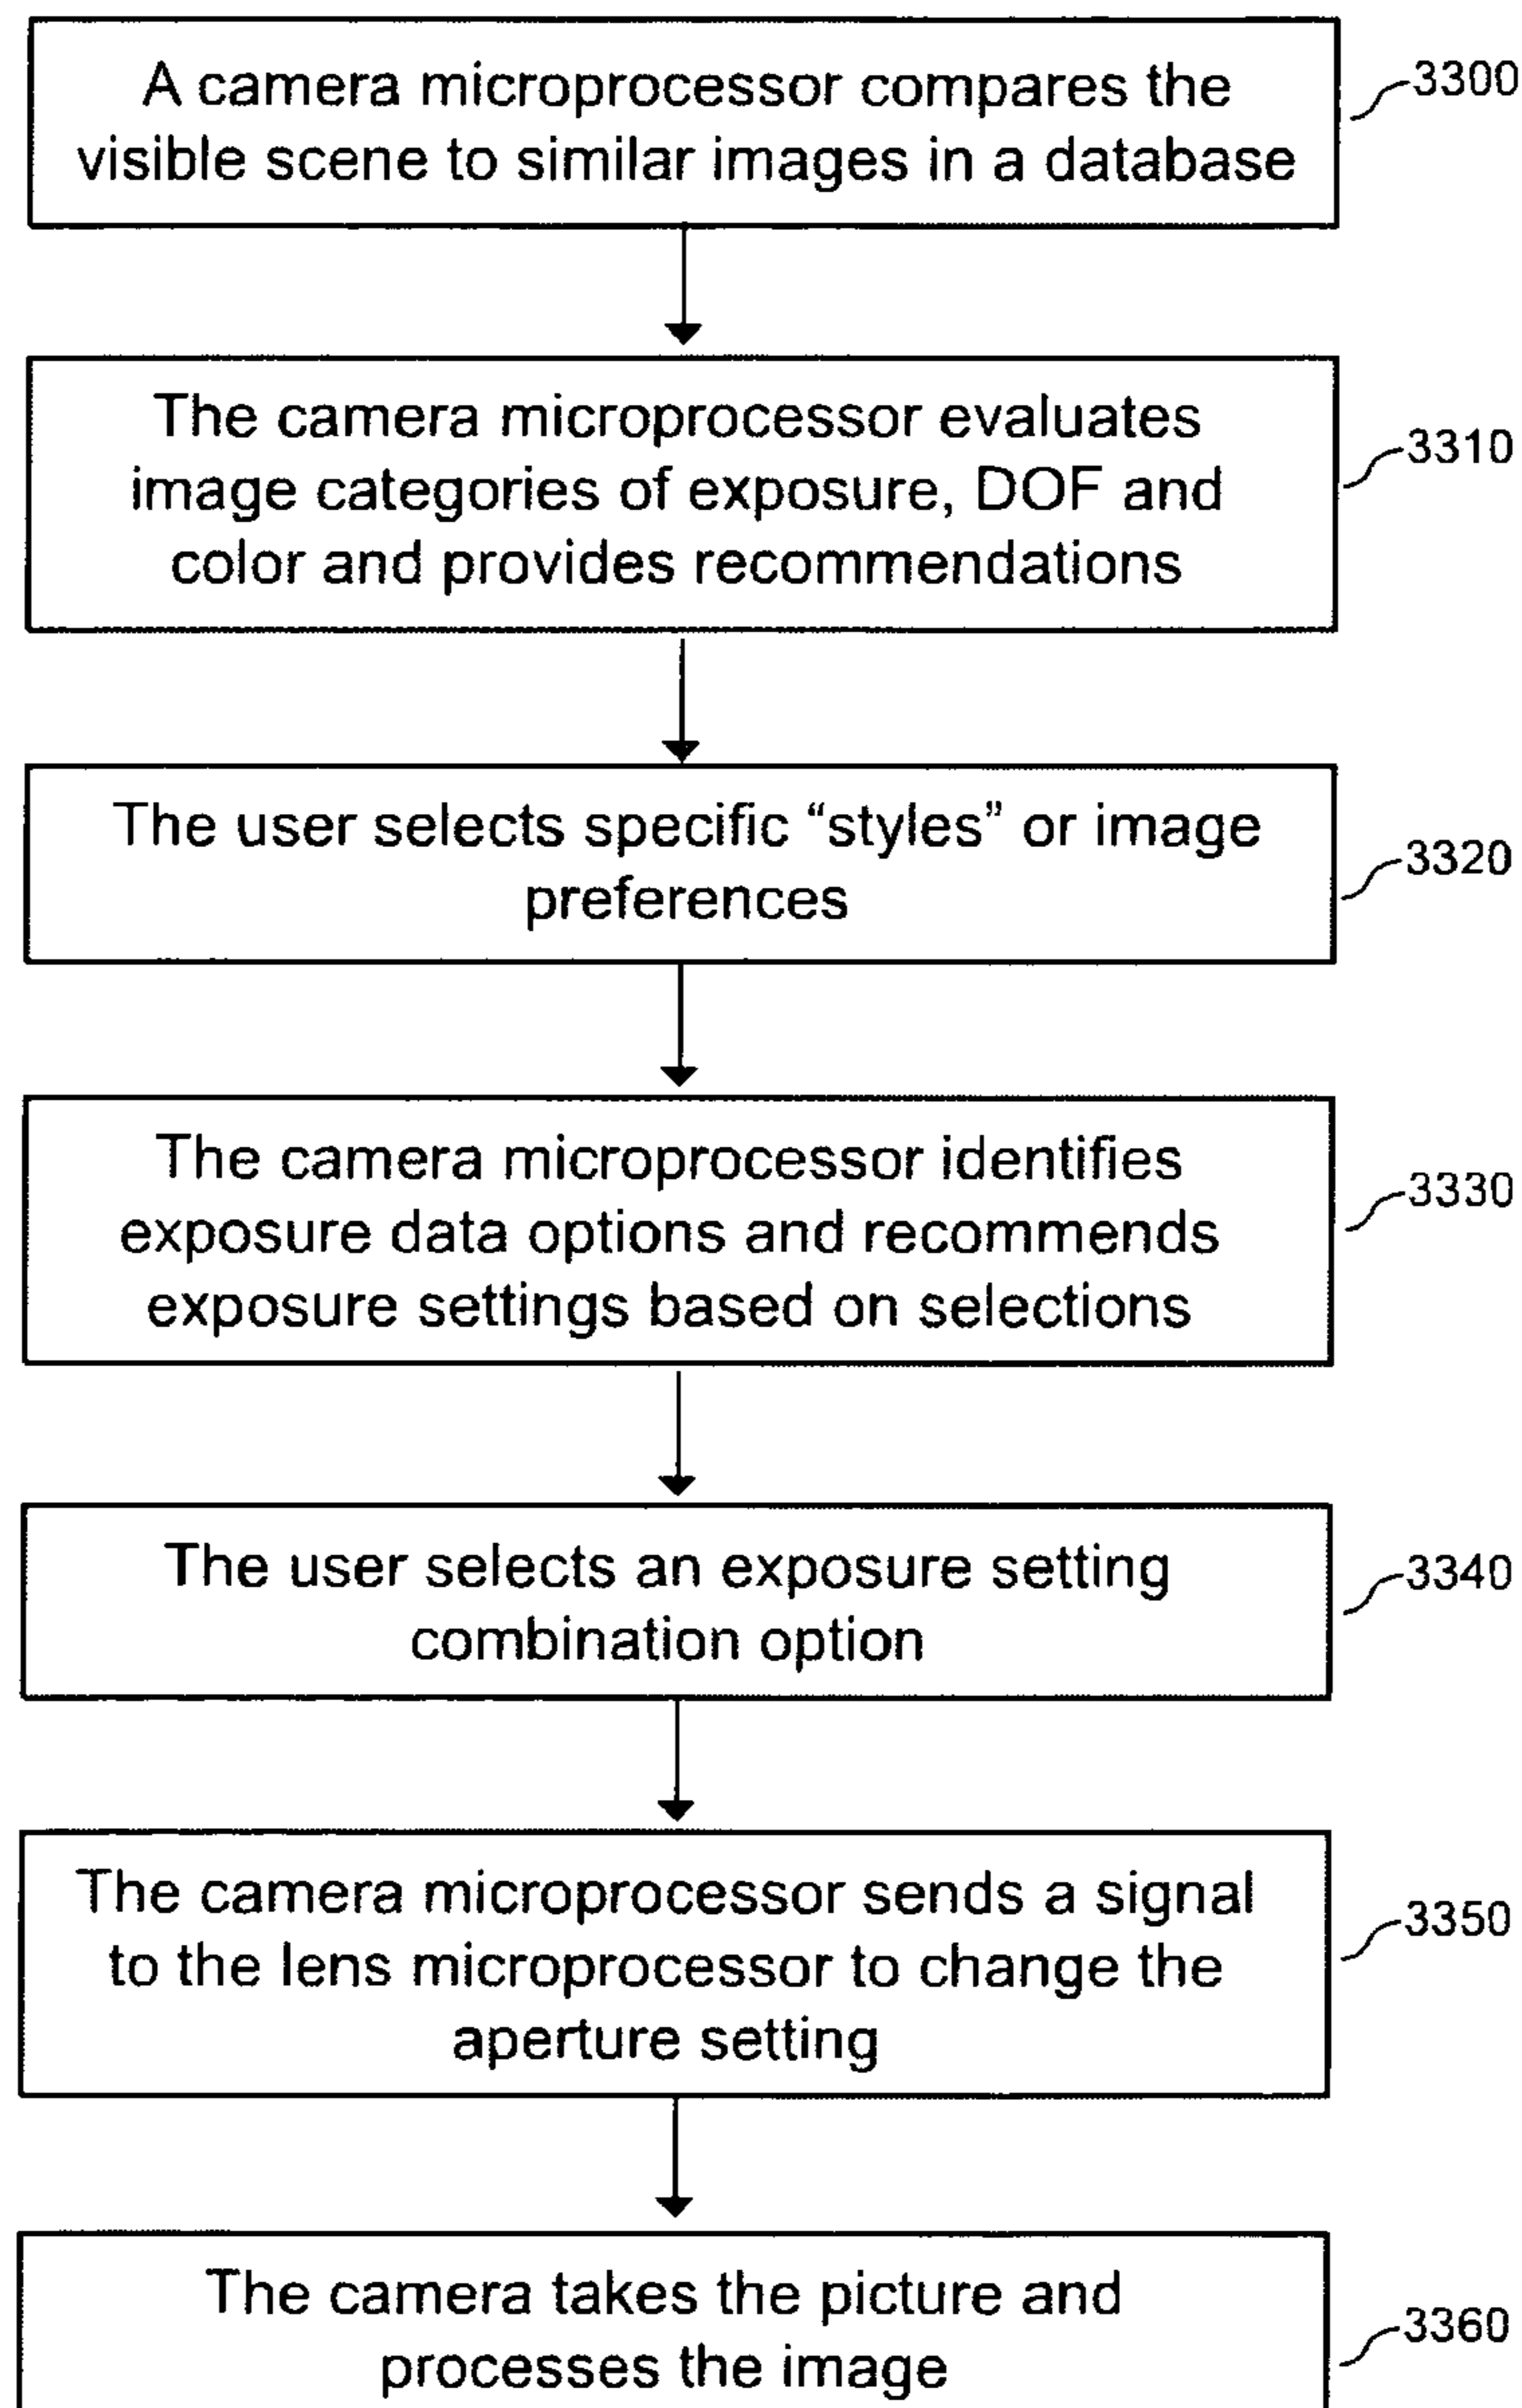 A camera microprocessor compares the
visible scene to similar images in a database
3300
The camera microprocessor evaluates
image categories of exposure, DOF and
color and provides recommendations
3310
The user selects specific “styles” or image
preferences
3320
The camera microprocessor identifies
exposure data options and recommends
exposure settings based on selections
3330
The user selects an exposure setting
combination option
3340
The camera microprocessor sends a signal
to the lens microprocessor to change the
aperture setting
3350
The camera takes the picture and
processes the image
3360